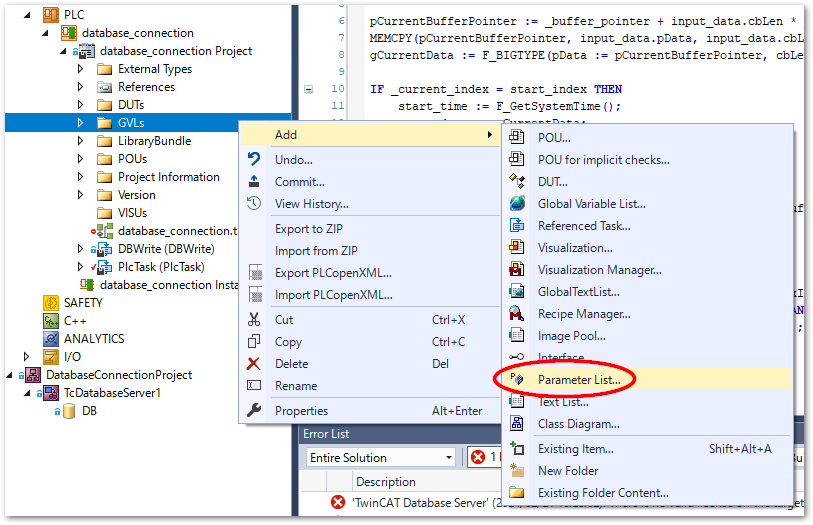 PLC
database_connection
database_connection Project
External Types
References
DUTs
GVLs
LibraryBundle
POUs
Project Information
Version
VISUs
database_connection.t
DBWrite (DBWrite)
PlcTask (PlcTask)
database_connection Insta
SAFETY
C++
ANALYTICS
I/O
DatabaseConnectionProject
TcDatabaseServer1
DB
6 pCurrentBufferPointer := _buffer_pointer + input_data.cbLen *
7 MEMCPY(pCurrentBufferPointer, input_data.pData, input_data.cb
8 gCurrentData := F_BIGTYPE(pData := pCurrentBufferPointer, cbLe
9
10 IF _current_index = start_index THEN
11 start_time := F_GetSystemTime();
Add
Undo...
Commit...
View History...
Export to ZIP
Import from ZIP
Export PLCopenXML...
Import PLCopenXML...
Cut Ctrl+X
Copy Ctrl+C
Delete Del
Rename
Properties Alt+Enter
POU...
POU for implicit checks...
DUT...
Global Variable List...
Referenced Task...
Visualization...
Visualization Manager...
GlobalTextList...
Recipe Manager...
Image Pool...
Interface
Parameter List...
Text List...
Class Diagram...
Existing Item... Shift+Alt+A
New Folder
Existing Folder Content...
Error List
Entire Solution
1
Description
'TwinCAT Database Server'